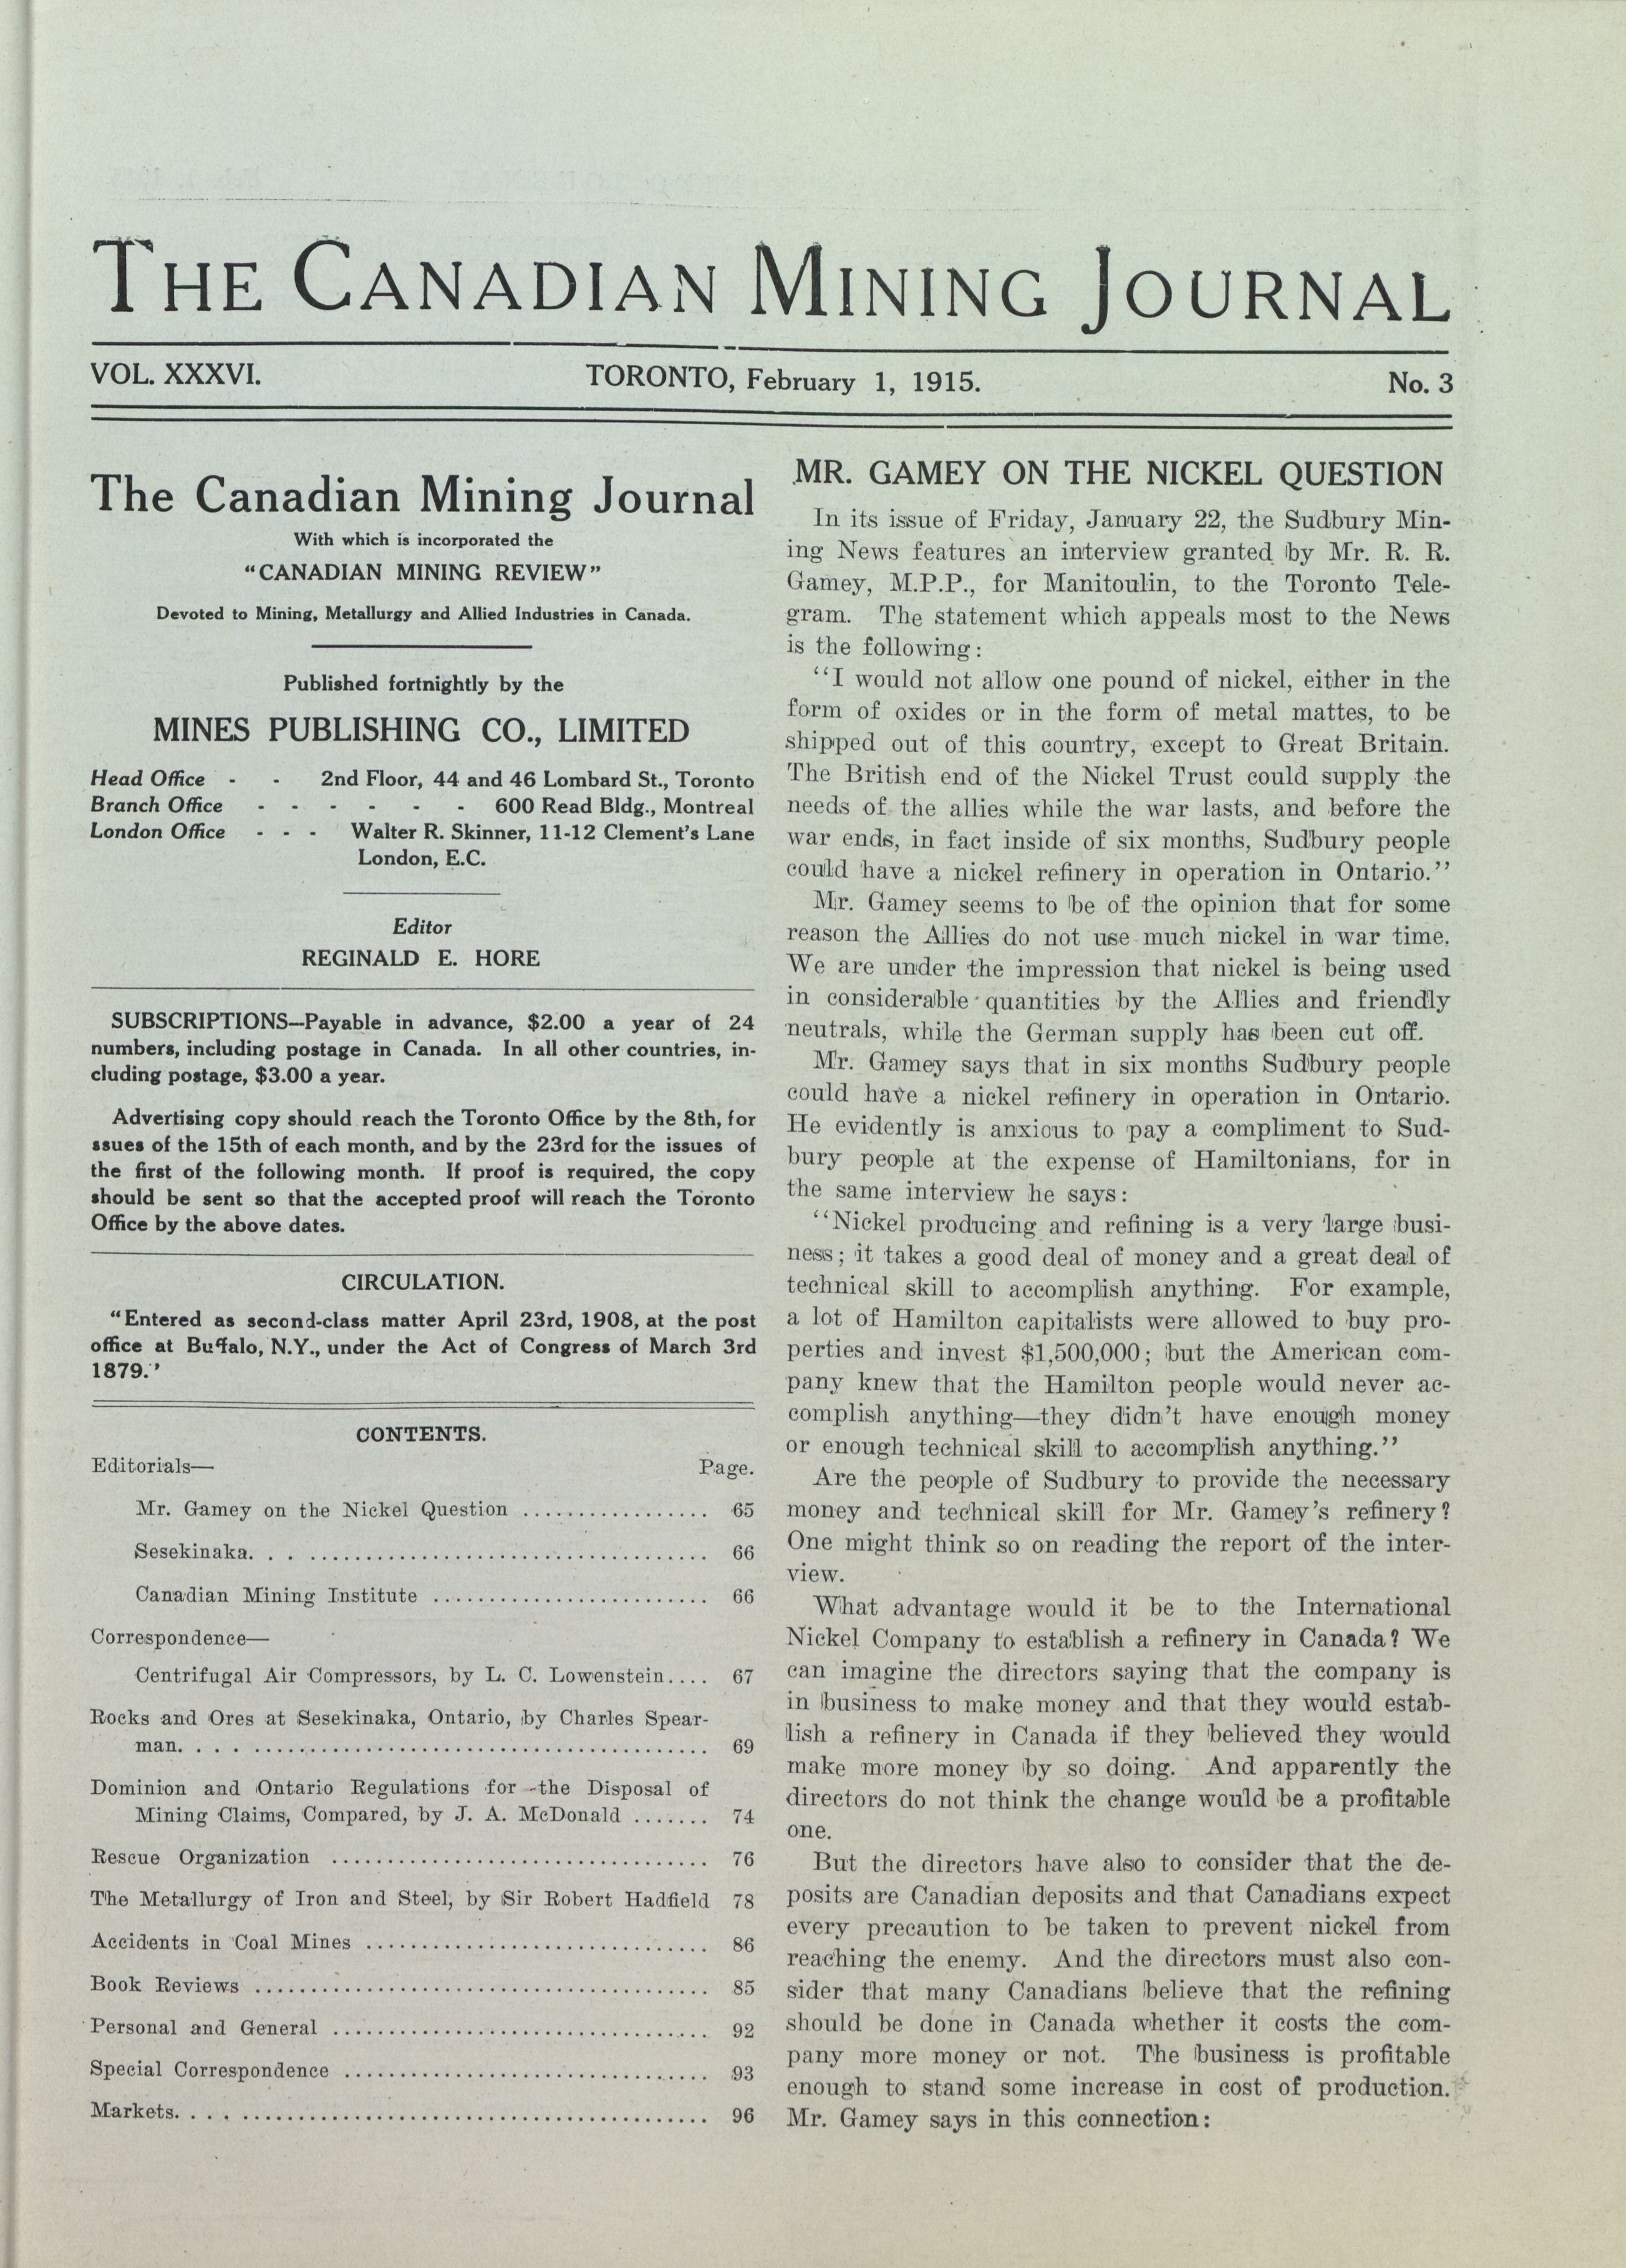 THE CANADIAN MINING JOURNAL
VOL. XXXVI. TORONTO, February 1, 1915. No. 3
The Canadian Mining Journal
With which is incorporated the
"CANADIAN MINING REVIEW"
Devoted to Mining, Metallurgy and Allied Industries in Canada.
Published fortnightly by the
MINES PUBLISHING CO., LIMITED
Head Office - - 2nd Floor, 44 and 46 Lombard St., Toronto
Branch Office - - - - - - 600 Read Bldg., Montreal
London Office - - - Walter R. Skinner, 11-12 Clement's Lane
London, E.C.
Editor
REGINALD E. HORE
SUBSCRIPTIONS—Payable in advance, $2.00 a year of 24
numbers, including postage in Canada. In all other countries, in-
cluding postage, $3.00 a year.
Advertising copy should reach the Toronto Office by the 8th, for
ssues of the 15th of each month, and by the 23rd for the issues of
the first of the following month. If proof is required, the copy
should be sent so that the accepted proof will reach the Toronto
Office by the above dates.
CIRCULATION.
"Entered as second-class matter April 23rd, 1908, at the post
office at Buffalo, N.Y., under the Act of Congress of March 3rd
1879.'
CONTENTS.
Editorials— Page.
Mr. Gamey on the Nickel Question ................. 65
Sesekinaka. . . .................................... 66
Canadian Mining Institute ......................... 66
Correspondence—
Centrifugal Air Compressors, by L. C. Lowenstein.... 67
Rocks and Ores at Sesekinaka, Ontario, by Charles Spear-
man. . . . ......................................... 69
Dominion and Ontario Regulations for the Disposal of
Mining Claims, Compared, by J. A. McDonald ....... 74
Rescue Organization .................................. 76
The Metallurgy of Iron and Steel, by Sir Robert Hadfield 78
Accidents in Coal Mines ............................... 86
Book Reviews ......................................... 85
Personal and General .................................. 92
Special Correspondence ................................. 93
Markets. . . . .......................................... 96
MR. GAMEY ON THE NICKEL QUESTION
In its issue of Friday, January 22, the Sudbury Min-
ing News features an interview granted by Mr. R. R.
Gamey, M.P.P., for Manitoulin, to the Toronto Tele-
gram. The statement which appeals most to the News
is the following:
"I would not allow one pound of nickel, either in the
form of oxides or in the form of metal mattes, to be
shipped out of this country, except to Great Britain.
The British end of the Nickel Trust could supply the
needs of the allies while the war lasts, and before the
war ends, in fact inside of six months, Sudbury people
could have a nickel refinery in operation in Ontario."
Mr. Gamey seems to be of the opinion that for some
reason the Allies do not use much nickel in war time.
We are under the impression that nickel is being used
in considerable quantities by the Allies and friendly
neutrals, while the German supply has been cut off.
Mr. Gamey says that in six months Sudbury people
could have a nickel refinery in operation in Ontario.
He evidently is anxious to pay a compliment to Sud-
bury people at the expense of Hamiltonians, for in
the same interview he says:
"Nickel producing and refining is a very large busi-
ness; it takes a good deal of money and a great deal of
technical skill to accomplish anything. For example,
a lot of Hamilton capitalists were allowed to buy pro-
perties and invest $1,500,000; but the American com-
pany knew that the Hamilton people would never ac-
complish anything—they didn't have enough money
or enough technical skill to accomplish anything."
Are the people of Sudbury to provide the necessary
money and technical skill for Mr. Gamey's refinery?
One might think so on reading the report of the inter-
view.
What advantage would it be to the International
Nickel Company to establish a refinery in Canada? We
can imagine the directors saying that the company is
in business to make money and that they would estab-
lish a refinery in Canada if they believed they would
make more money by so doing. And apparently the
directors do not think the change would be a profitable
one.
But the directors have also to consider that the de-
posits are Canadian deposits and that Canadians expect
every precaution to be taken to prevent nickel from
reaching the enemy. And the directors must also con-
sider that many Canadians believe that the refining
should be done in Canada whether it costs the com-
pany more money or not. The business is profitable
enough to stand some increase in cost of production.
Mr. Gamey says in this connection: